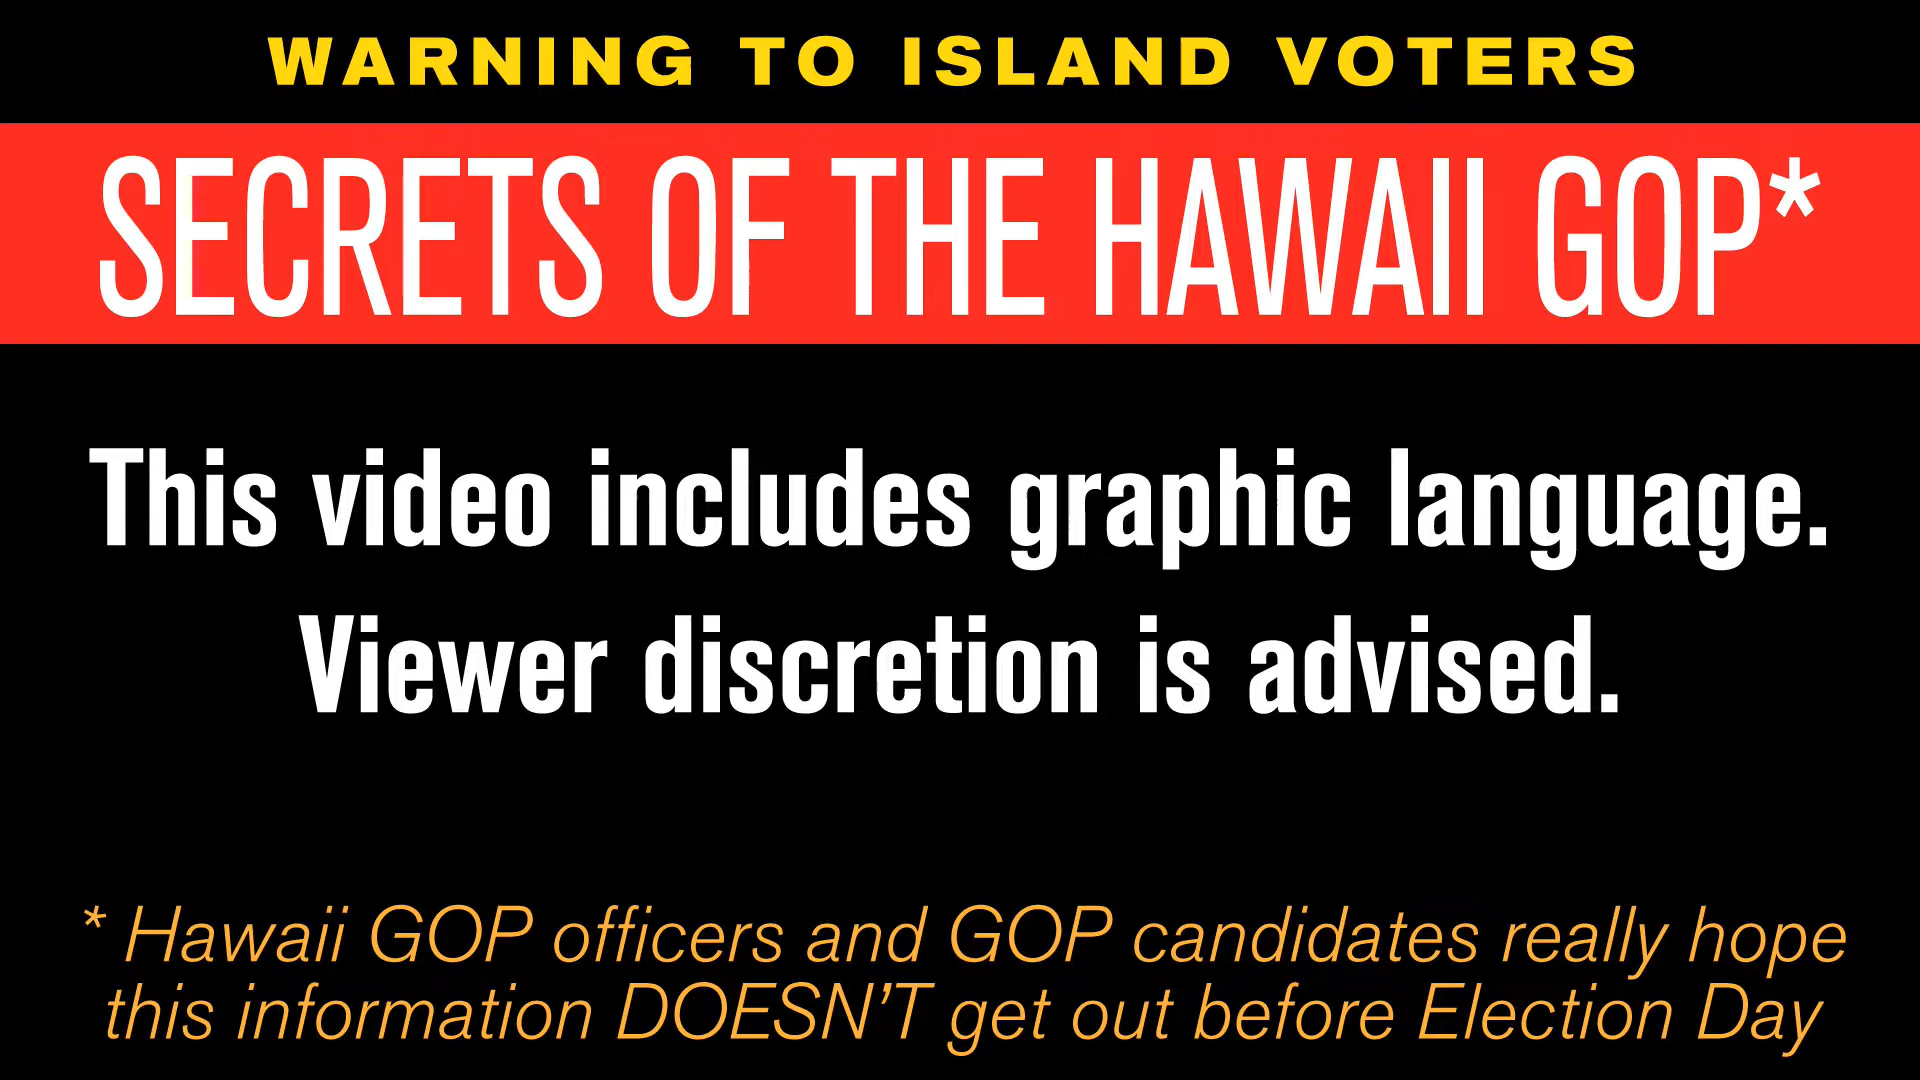 WARNING TO ISLAND VOTERS
SECRETS OF THE HAWAII GOP*
This video includes graphic language.
Viewer discretion is advised.
* Hawaii GOP officers and GOP candidates really hope
this information DOESN’T get out before Election Day